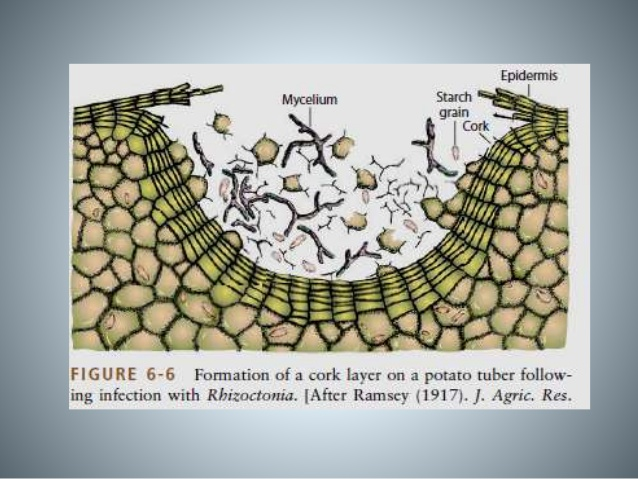 Epidermis
Mycelium
Starch
grain
Cork
FIGURE 6-6 Formation of a cork layer on a potato tuber follow-
ing infection with Rhizoctonia. [After Ramsey (1917). J. Agric. Res.